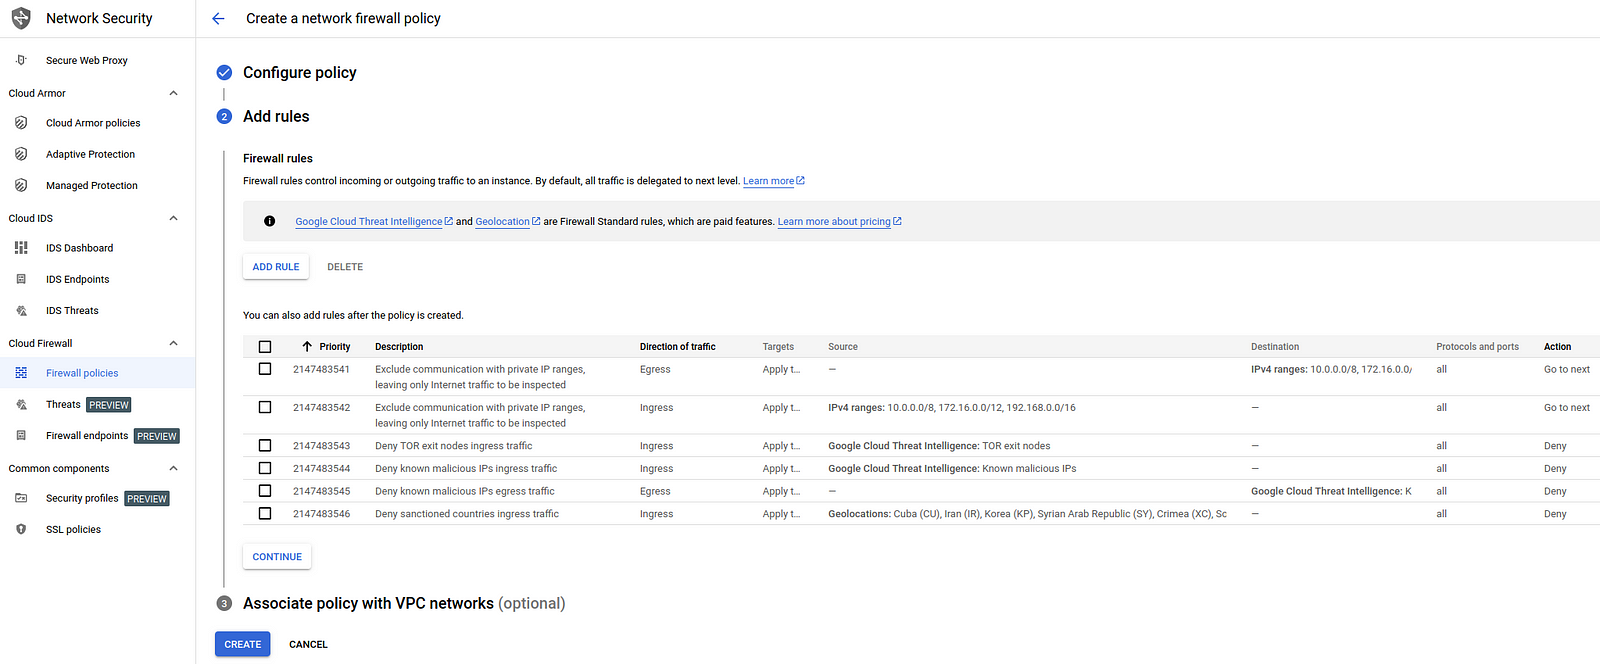 Network Security
Create a network firewall policy
Secure Web Proxy
Cloud Armor
Cloud Armor policies
Adaptive Protection
Managed Protection
Cloud IDS
IDS Dashboard
IDS Endpoints
IDS Threats
Cloud Firewall
Firewall policies
Threats PREVIEW
Firewall endpoints PREVIEW
Common components
Security profiles PREVIEW
SSL policies
Configure policy
2 Add rules
Firewall rules
Firewall rules control incoming or outgoing traffic to an instance. By default, all traffic is delegated to next level. Learn more
Google Cloud Threat Intelligence and Geolocation are Firewall Standard rules, which are paid features. Learn more about pricing
ADD RULE DELETE
You can also add rules after the policy is created.
Priority Description Direction of traffic Targets Source Destination Protocols and ports Action
2147483541 Exclude communication with private IP ranges, Egress Apply t... — IPv4 ranges: 10.0.0.0/8, 172.16.0.0/ all Go to next
leaving only Internet traffic to be inspected
2147483542 Exclude communication with private IP ranges, Ingress Apply t... IPv4 ranges: 10.0.0.0/8, 172.16.0.0/12, 192.168.0.0/16 — all Go to next
leaving only Internet traffic to be inspected
2147483543 Deny TOR exit nodes ingress traffic Ingress Apply t... Google Cloud Threat Intelligence: TOR exit nodes — all Deny
2147483544 Deny known malicious IPs ingress traffic Ingress Apply t... Google Cloud Threat Intelligence: Known malicious IPs — all Deny
2147483545 Deny known malicious IPs egress traffic Egress Apply t... — Google Cloud Threat Intelligence: K all Deny
2147483546 Deny sanctioned countries ingress traffic Ingress Apply t... Geolocations: Cuba (CU), Iran (IR), Korea (KP), Syrian Arab Republic (SY), Crimea (XC), Sc — all Deny
CONTINUE
3 Associate policy with VPC networks (optional)
CREATE CANCEL